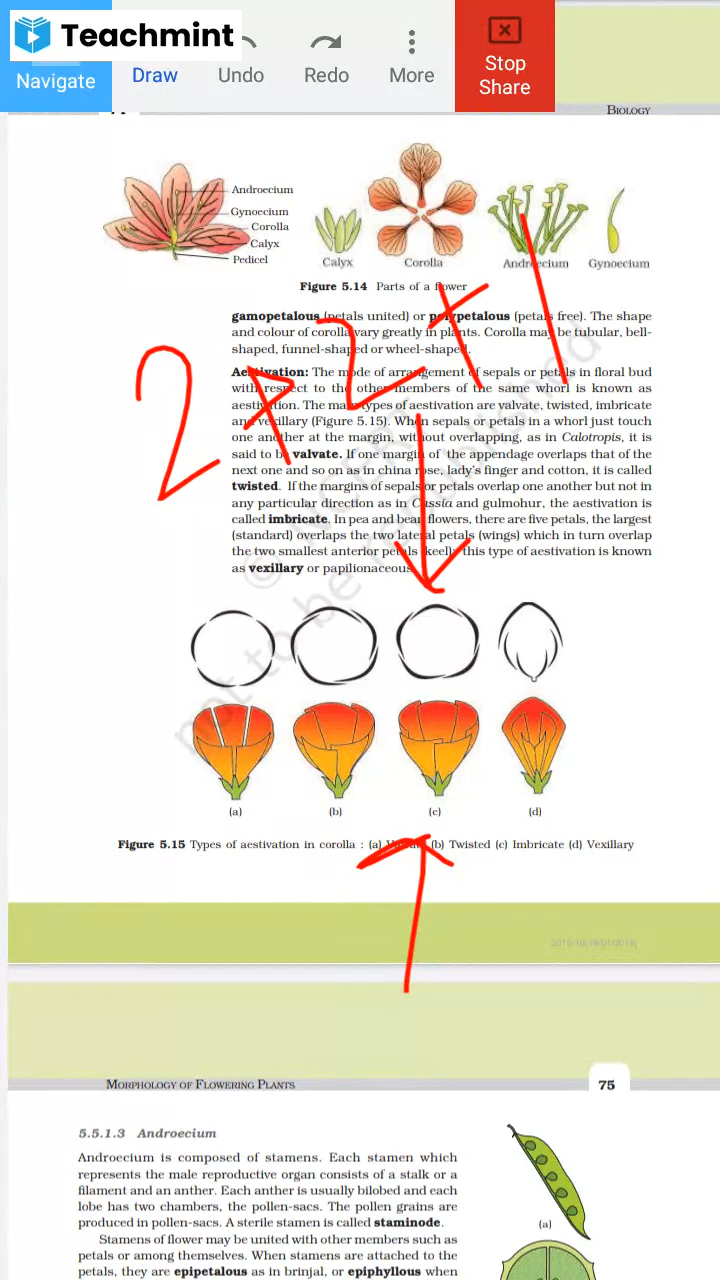 Teachmint
Navigate
Draw
Undo
Redo
More
Stop
Share
BIOLOGY
Androecium
Gynoecium
Corolla
Calyx
Pedicel
Calyx
Corolla
Androecium
Gynoecium
Figure 5.14 Parts of a flower
gamopetalous (petals united) or polypetalous (petals free). The shape
and colour of corolla vary greatly in plants. Corolla may be tubular, bell-
shaped, funnel-shaped or wheel-shaped.
Aestivation: The mode of arrangement of sepals or petals in floral bud
with respect to the other members of the same whorl is known as
aestivation. The main types of aestivation are valvate, twisted, imbricate
and vexillary (Figure 5.15). When sepals or petals in a whorl just touch
one another at the margin, without overlapping, as in Calotropis, it is
said to be valvate. If one margin of the appendage overlaps that of the
next one and so on as in china rose, lady's finger and cotton, it is called
twisted. If the margins of sepals or petals overlap one another but not in
any particular direction as in Cassia and gulmohur, the aestivation is
called imbricate. In pea and bean flowers, there are five petals, the largest
(standard) overlaps the two lateral petals (wings) which in turn overlap
the two smallest anterior petals (keel); this type of aestivation is known
as vexillary or papilionaceous.
2+2+1
© NCERT
not to be republished
(a)
(b)
(c)
(d)
Figure 5.15 Types of aestivation in corolla : (a) Valvate (b) Twisted (c) Imbricate (d) Vexillary
MORPHOLOGY OF FLOWERING PLANTS
75
5.5.1.3 Androecium
Androecium is composed of stamens. Each stamen which
represents the male reproductive organ consists of a stalk or a
filament and an anther. Each anther is usually bilobed and each
lobe has two chambers, the pollen-sacs. The pollen grains are
produced in pollen-sacs. A sterile stamen is called staminode.
Stamens of flower may be united with other members such as
petals or among themselves. When stamens are attached to the
petals, they are epipetalous as in brinjal, or epiphyllous when
(a)